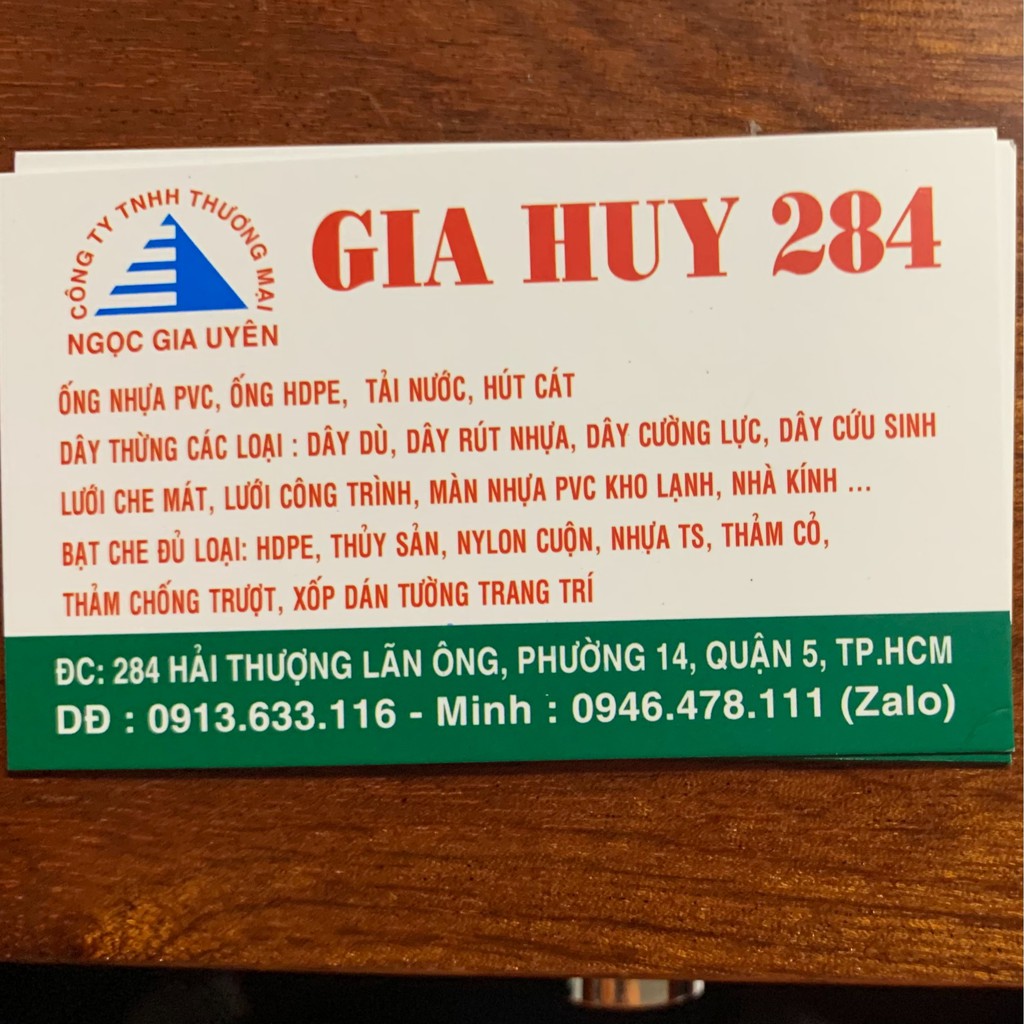 CÔNG TY TNHH THƯƠNG MẠI
NGỌC GIA UYÊN
GIA HUY 284
ỐNG NHỰA PVC, ỐNG HDPE, TẢI NƯỚC, HÚT CÁT
DÂY THỪNG CÁC LOẠI : DÂY DÙ, DÂY RÚT NHỰA, DÂY CƯỜNG LỰC, DÂY CỨU SINH
LƯỚI CHE MÁT, LƯỚI CÔNG TRÌNH, MÀN NHỰA PVC KHO LẠNH, NHÀ KÍNH ...
BẠT CHE ĐỦ LOẠI: HDPE, THỦY SẢN, NYLON CUỘN, NHỰA TS, THẢM CỎ,
THẢM CHỐNG TRƯỢT, XỐP DÁN TƯỜNG TRANG TRÍ
ĐC: 284 HẢI THƯỢNG LÃN ÔNG, PHƯỜNG 14, QUẬN 5, TP.HCM
DĐ : 0913.633.116 - Minh : 0946.478.111 (Zalo)